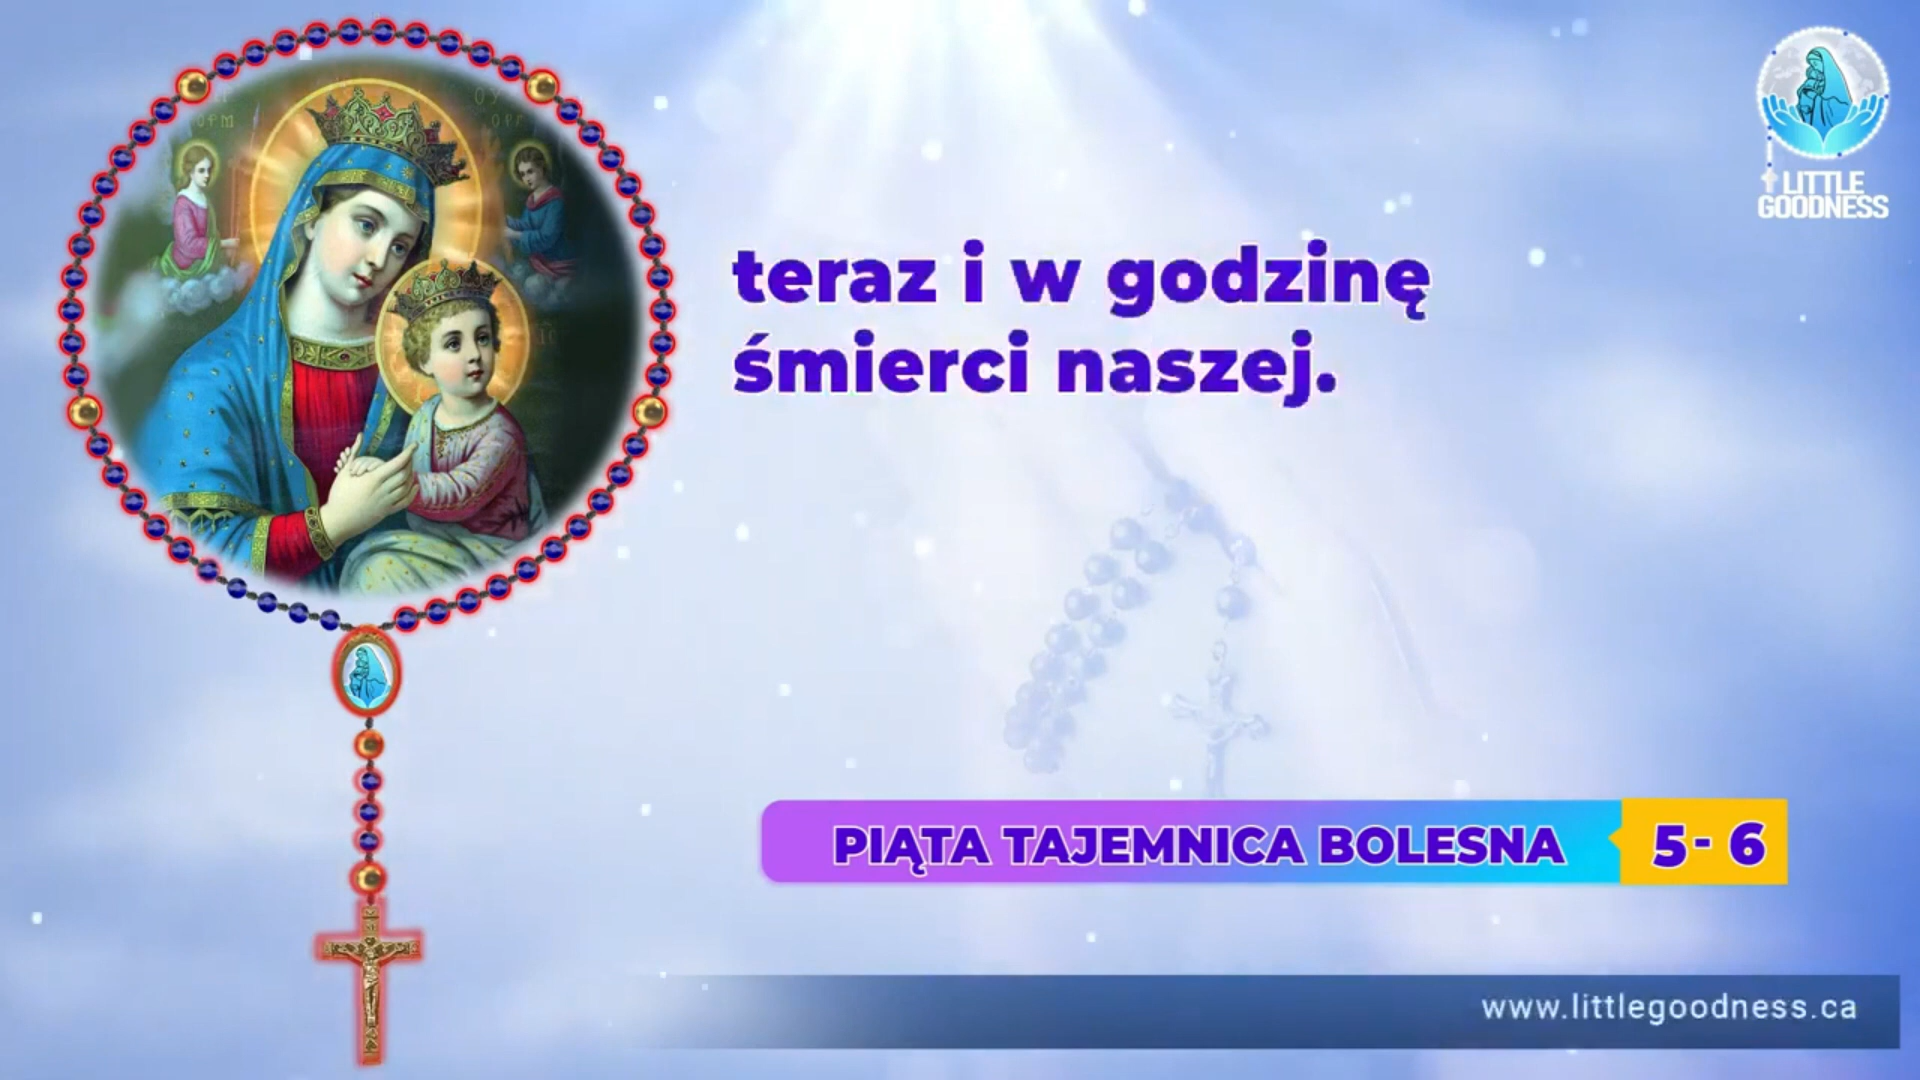 LITTLE
GOODNESS
teraz i w godzinę
śmierci naszej.
PIĄTA TAJEMNICA BOLESNA
5- 6
www.littlegoodness.ca